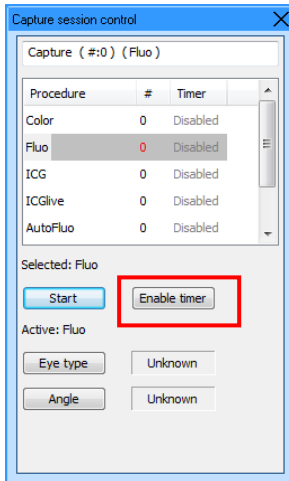 Capture session control
Capture ( #:0 ) ( Fluo )
Procedure # Timer
Color 0 Disabled
Fluo 0 Disabled
ICG 0 Disabled
ICGlive 0 Disabled
AutoFluo 0 Disabled
Selected: Fluo
Start Enable timer
Active: Fluo
Eye type Unknown
Angle Unknown